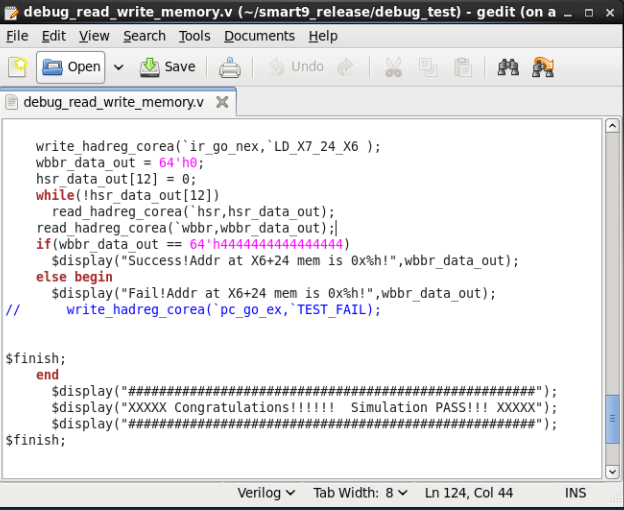 debug_read_write_memory.v (~/smart9_release/debug_test) - gedit (on a
File Edit View Search Tools Documents Help
Open Save Undo
debug_read_write_memory.v
write_hadreg_corea(`ir_go_nex,`LD_X7_24_X6 );
wbbr_data_out = 64'h0;
hsr_data_out[12] = 0;
while(!hsr_data_out[12])
read_hadreg_corea(`hsr,hsr_data_out);
read_hadreg_corea(`wbbr,wbbr_data_out);
if(wbbr_data_out == 64'h4444444444444444)
$display("Success!Addr at X6+24 mem is 0x%h!",wbbr_data_out);
else begin
$display("Fail!Addr at X6+24 mem is 0x%h!",wbbr_data_out);
// write_hadreg_corea(`pc_go_ex,`TEST_FAIL);
$finish;
end
$display("#####################################################");
$display("XXXXX Congratulations!!!!!! Simulation PASS!!! XXXXX");
$display("#####################################################");
$finish;
Verilog Tab Width: 8 Ln 124, Col 44 INS